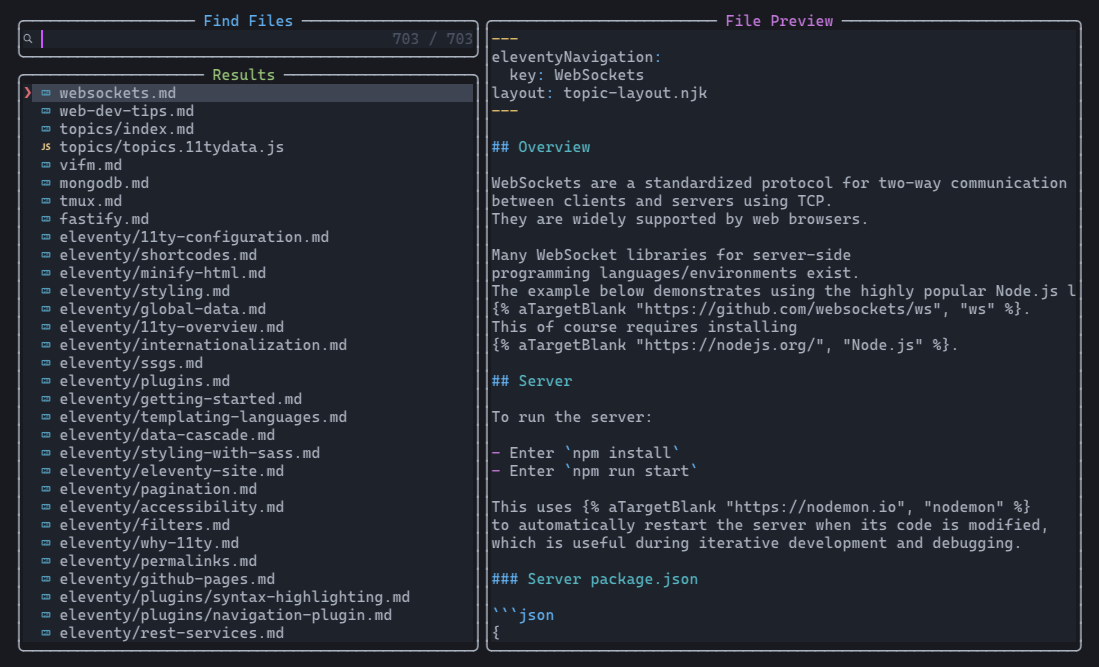 Find Files
703 / 703
Results
❯ websockets.md
web-dev-tips.md
topics/index.md
JS topics/topics.11tydata.js
vifm.md
mongodb.md
tmux.md
fastify.md
eleventy/11ty-configuration.md
eleventy/shortcodes.md
eleventy/minify-html.md
eleventy/styling.md
eleventy/global-data.md
eleventy/11ty-overview.md
eleventy/internationalization.md
eleventy/ssgs.md
eleventy/plugins.md
eleventy/getting-started.md
eleventy/templating-languages.md
eleventy/data-cascade.md
eleventy/styling-with-sass.md
eleventy/eleventy-site.md
eleventy/pagination.md
eleventy/accessibility.md
eleventy/filters.md
eleventy/why-11ty.md
eleventy/permalinks.md
eleventy/github-pages.md
eleventy/plugins/syntax-highlighting.md
eleventy/plugins/navigation-plugin.md
eleventy/rest-services.md
File Preview
---
eleventyNavigation:
  key: WebSockets
layout: topic-layout.njk
---
## Overview
WebSockets are a standardized protocol for two-way communication
between clients and servers using TCP.
They are widely supported by web browsers.
Many WebSocket libraries for server-side
programming languages/environments exist.
The example below demonstrates using the highly popular Node.js l
{% aTargetBlank "https://github.com/websockets/ws", "ws" %}.
This of course requires installing
{% aTargetBlank "https://nodejs.org/", "Node.js" %}.
## Server
To run the server:
- Enter `npm install`
- Enter `npm run start`
This uses {% aTargetBlank "https://nodemon.io", "nodemon" %}
to automatically restart the server when its code is modified,
which is useful during iterative development and debugging.
### Server package.json
```json
{